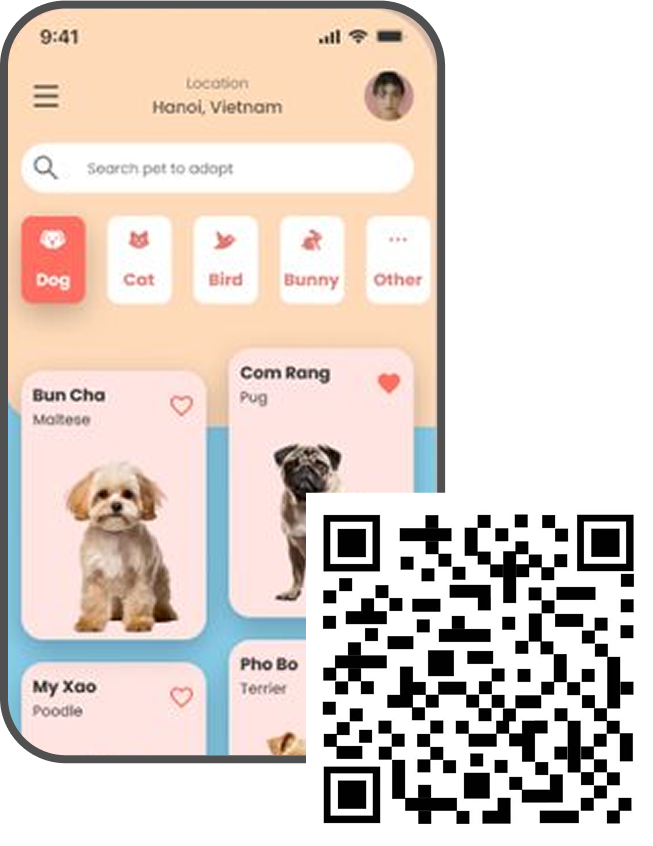 9:41
Location
Hanoi, Vietnam
Search pet to adopt
Dog
Cat
Bird
Bunny
Other
Bun Cha
Maltese
Com Rang
Pug
My Xao
Poodle
Pho Bo
Terrier